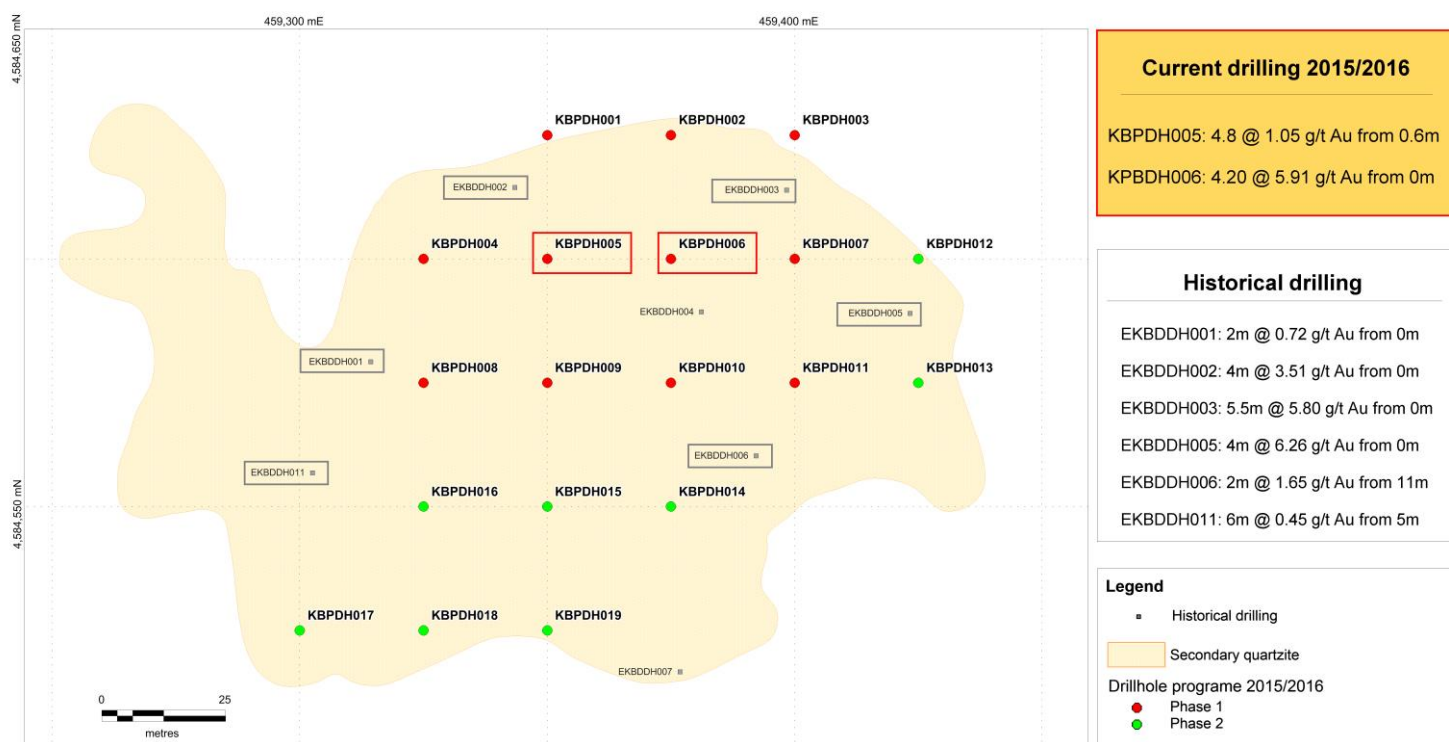 459,300 mE
459,400 mE
4,584,650 mN
4,584,550 mN
KBPDH001
KBPDH002
KBPDH003
EKBDDH002
EKBDDH003
KBPDH004
KBPDH005
KBPDH006
KBPDH007
KBPDH012
EKBDDH004
EKBDDH005
EKBDDH001
KBPDH008
KBPDH009
KBPDH010
KBPDH011
KBPDH013
EKBDDH011
EKBDDH006
KBPDH016
KBPDH015
KBPDH014
KBPDH017
KBPDH018
KBPDH019
EKBDDH007
0 25
metres
Current drilling 2015/2016
KBPDH005: 4.8 @ 1.05 g/t Au from 0.6m
KPBDH006: 4.20 @ 5.91 g/t Au from 0m
Historical drilling
EKBDDH001: 2m @ 0.72 g/t Au from 0m
EKBDDH002: 4m @ 3.51 g/t Au from 0m
EKBDDH003: 5.5m @ 5.80 g/t Au from 0m
EKBDDH005: 4m @ 6.26 g/t Au from 0m
EKBDDH006: 2m @ 1.65 g/t Au from 11m
EKBDDH011: 6m @ 0.45 g/t Au from 5m
Legend
Historical drilling
Secondary quartzite
Drillhole programe 2015/2016
Phase 1
Phase 2